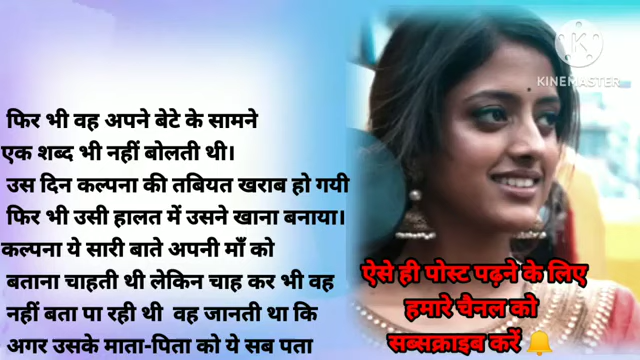 फिर भी वह अपने बेटे के सामने
एक शब्द भी नहीं बोलती थी।
उस दिन कल्पना की तबियत खराब हो गयी
फिर भी उसी हालत में उसने खाना बनाया।
कल्पना ये सारी बाते अपनी माँ को
बताना चाहती थी लेकिन चाह कर भी वह
नहीं बता पा रही थी  वह जानती था कि
अगर उसके माता-पिता को ये सब पता
KINEMASTER
ऐसे ही पोस्ट पढ़ने के लिए
हमारे चैनल को
सब्सक्राइब करें 🔔